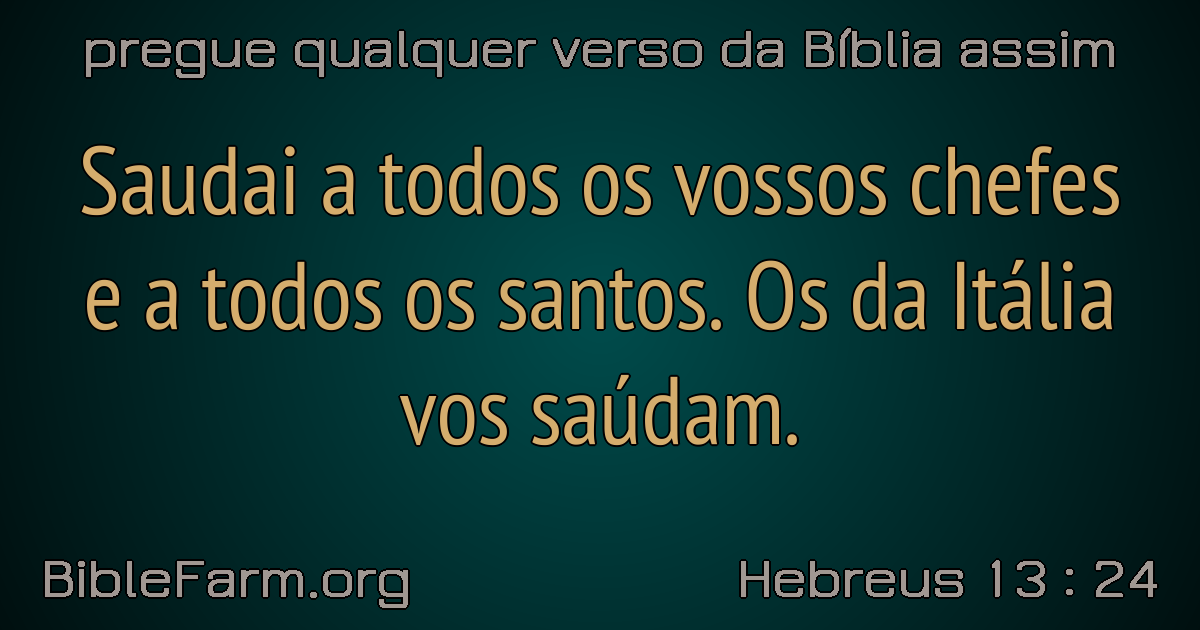 pregue qualquer verso da Bíblia assim
Saudai a todos os vossos chefes
e a todos os santos. Os da Itália
vos saúdam.
BibleFarm.org
Hebreus 13 : 24